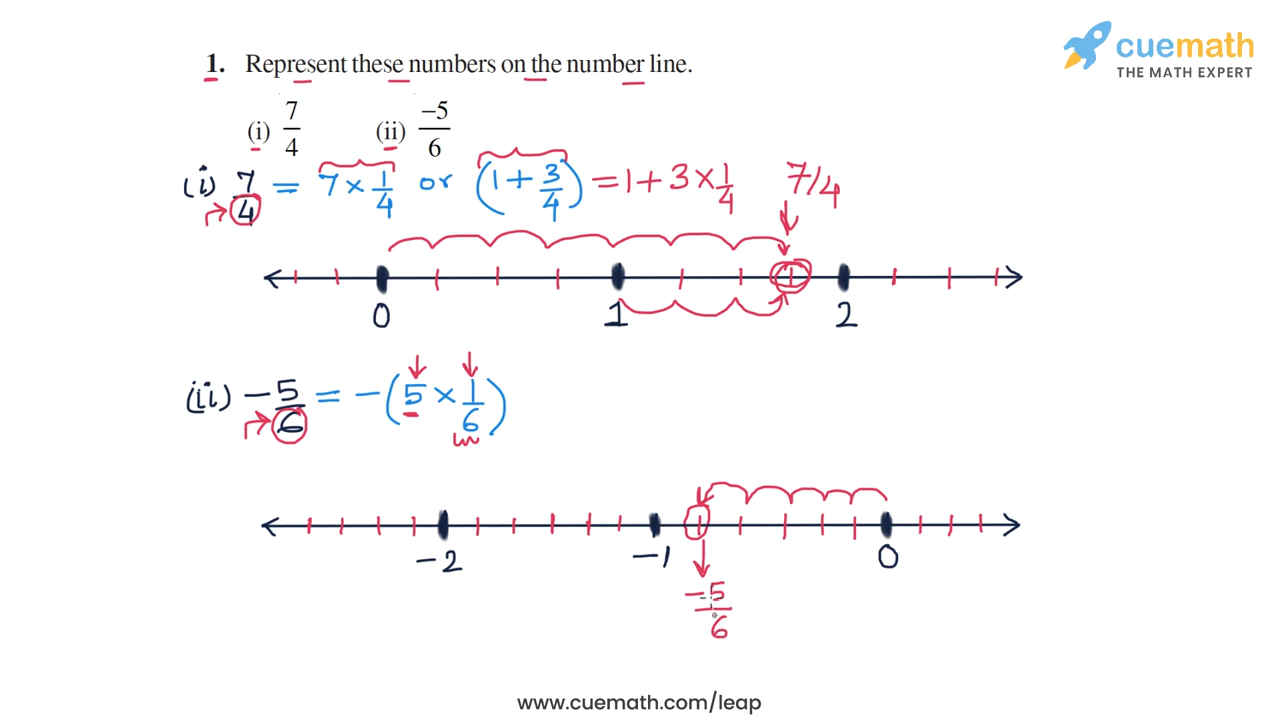 cuemath
THE MATH EXPERT
1. Represent these numbers on the number line.
(i) 7/4 (ii) –5/6
(i) 7/4 = 7 × 1/4 or (1 + 3/4) = 1 + 3 × 1/4 7/4
0 1 2
(ii) – 5/6 = – (5 × 1/6)
–2 –1 0
–5/6
www.cuemath.com/leap